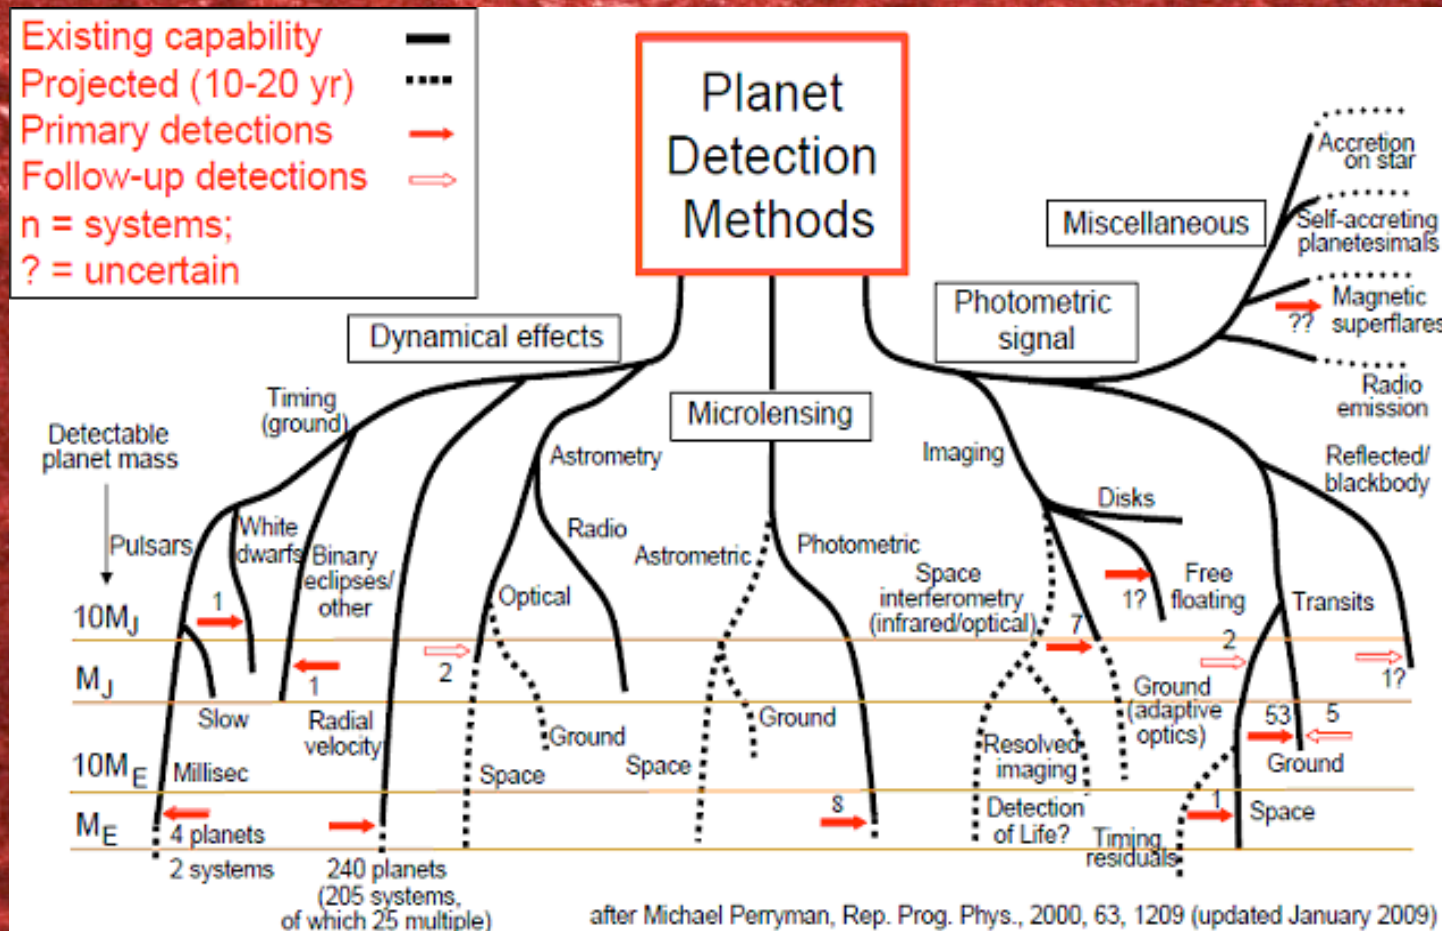 Existing capability
Projected (10-20 yr)
Primary detections
Follow-up detections
n = systems;
? = uncertain
Planet
Detection
Methods
Miscellaneous
Accretion
on star
Self-accreting
planetesimals
Magnetic
superflares
??
Radio
emission
Photometric
signal
Dynamical effects
Microlensing
Timing
(ground)
Detectable
planet mass
Astrometry
Imaging
Reflected/
blackbody
Disks
Pulsars
White
dwarfs
Binary
eclipses/
other
Radio
Optical
Astrometric
Photometric
Space
interferometry
(infrared/optical)
Free
floating
1?
Transits
10MJ
1
7
2
MJ
1
2
1?
Slow
Radial
velocity
Ground
Space
Space
Ground
Ground
(adaptive
optics)
Resolved
imaging
53
5
Ground
10ME
Millisec
Detection
of Life?
8
1
Space
ME
4 planets
2 systems
Timing
residuals
240 planets
(205 systems,
of which 25 multiple)
after Michael Perryman, Rep. Prog. Phys., 2000, 63, 1209 (updated January 2009)